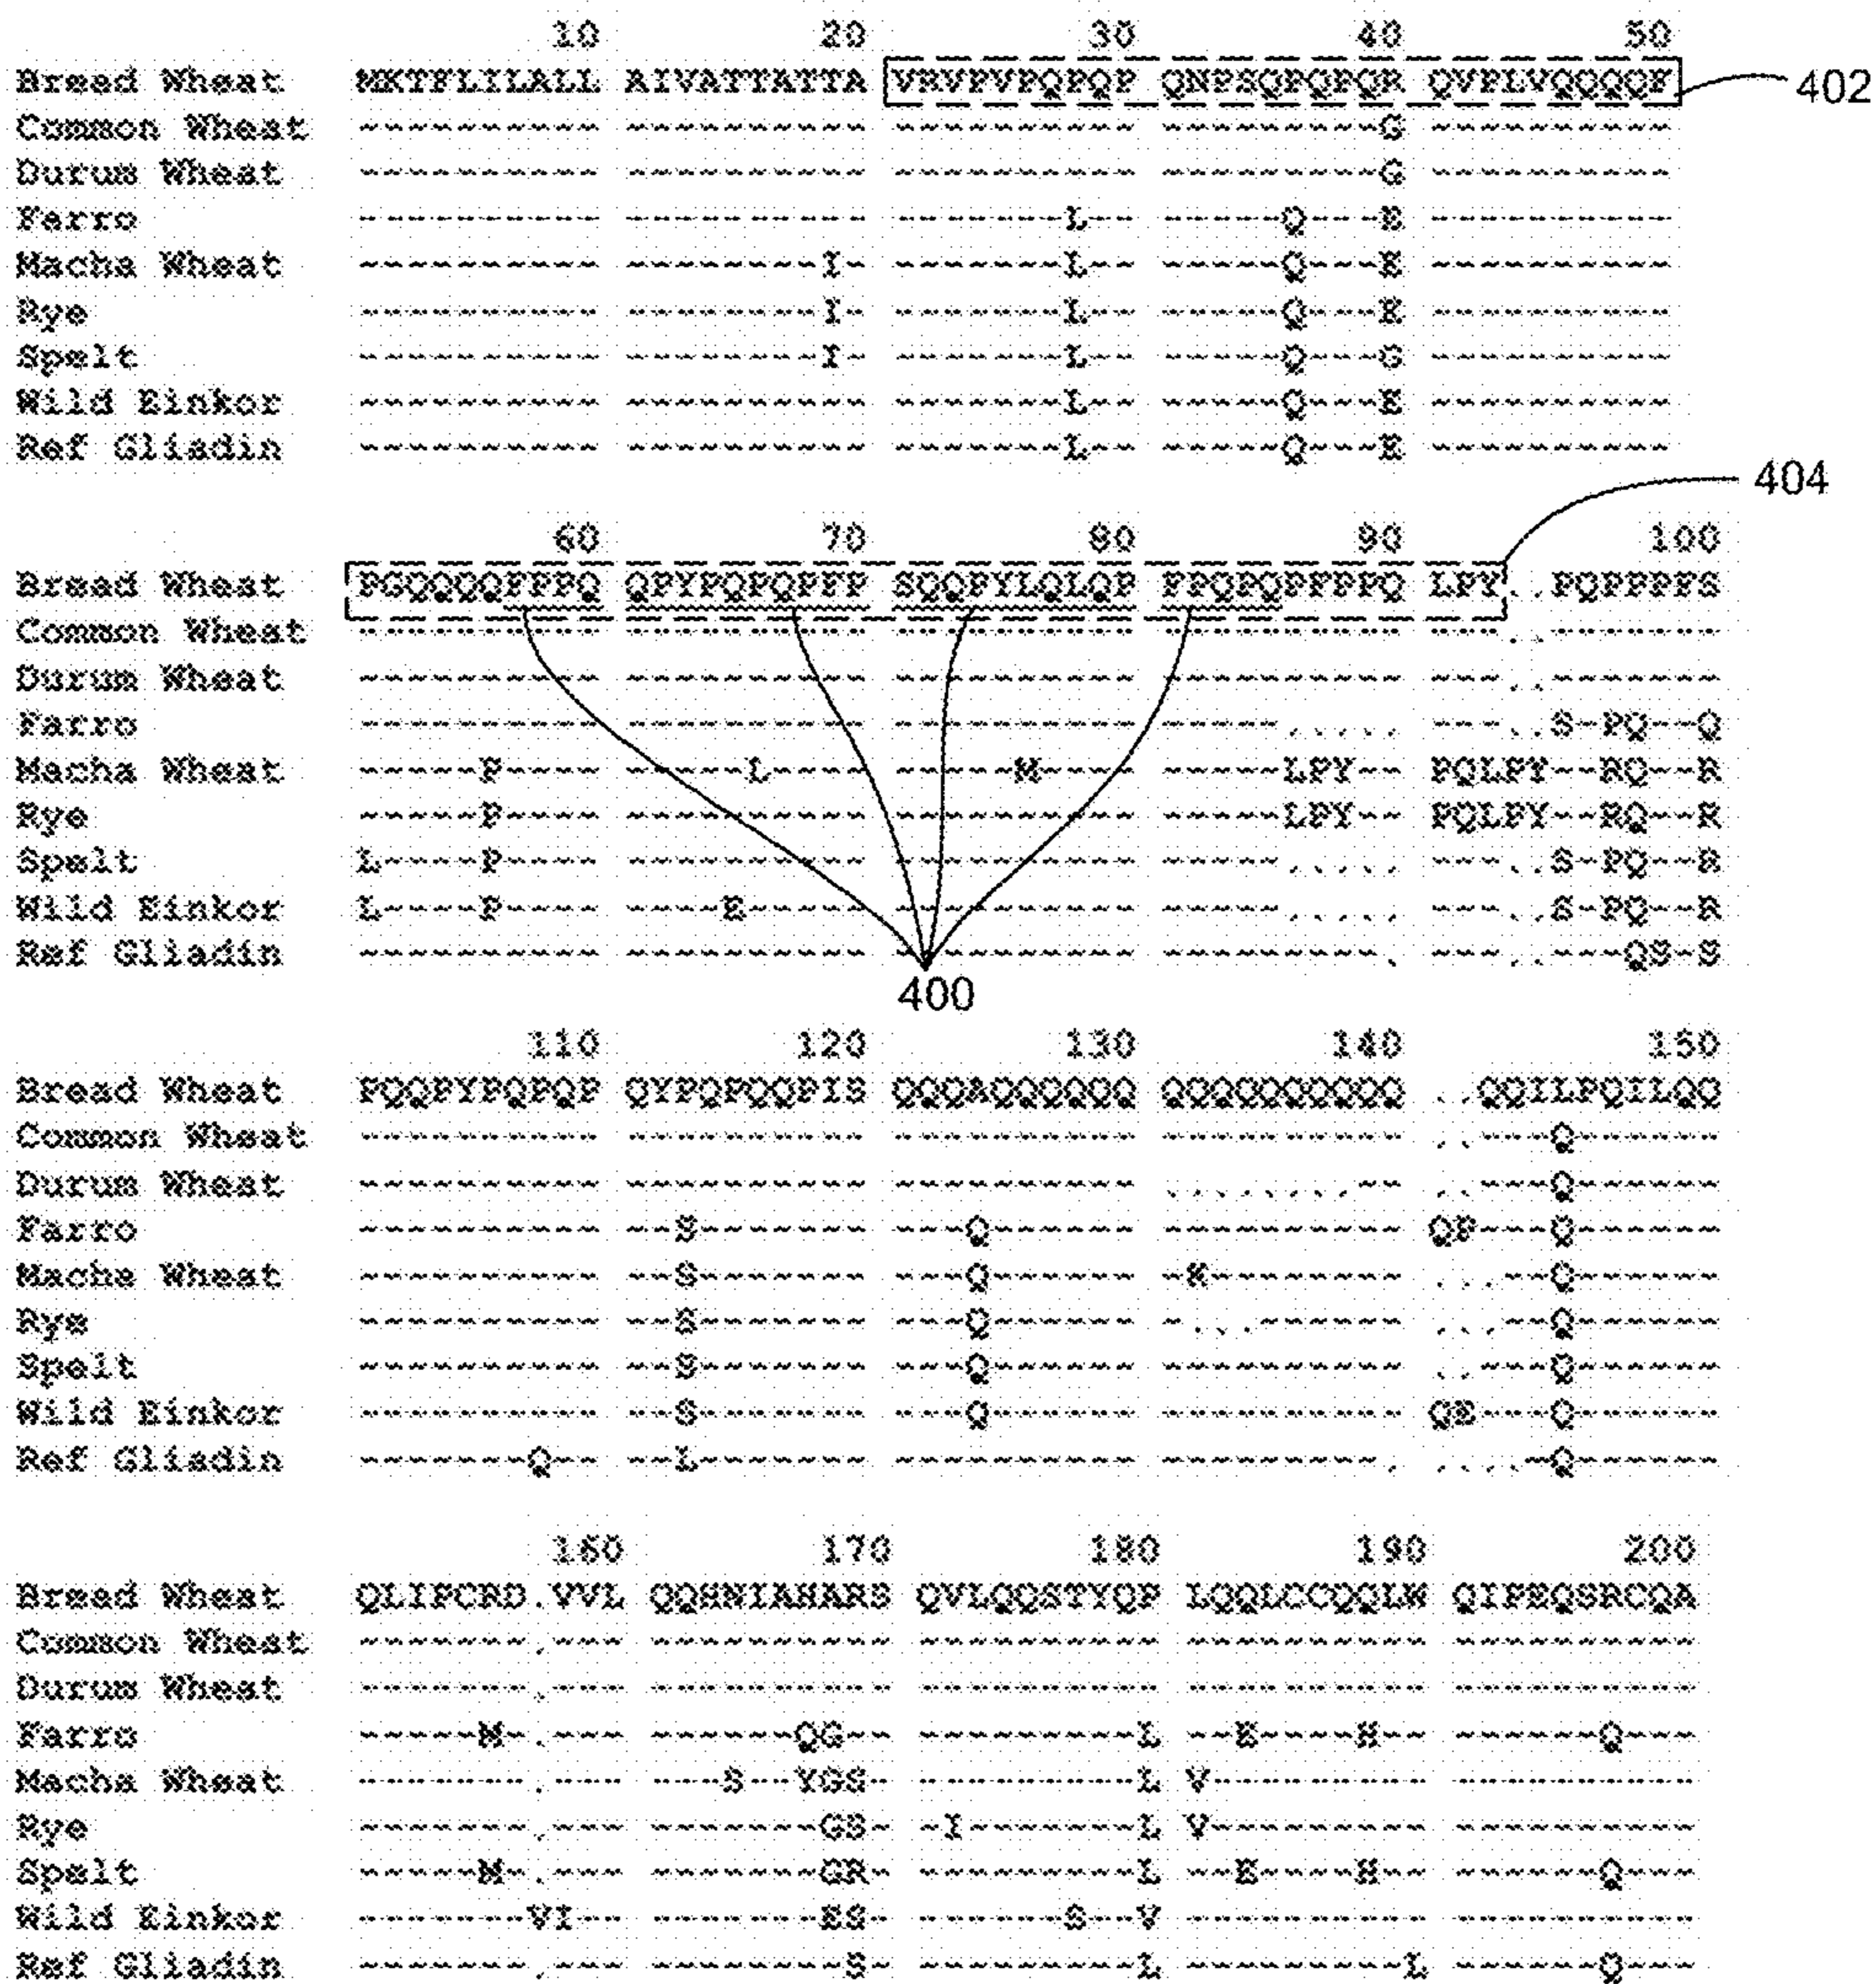 10 20 30 40 50
Bread Wheat MKTFLILALL AIVATTATTA VRVPVPQPQP QNPSQPQPQR QVPLVQQQQF 402
Common Wheat ---------- ---------- ---------- ---------G ----------
Durum Wheat ---------- ---------- ---------- ---------G ----------
Farro ---------- ---------- -------L-- -----Q---E ----------
Macha Wheat ---------- --------I- -------L-- -----Q---E ----------
Rye ---------- --------I- -------L-- -----Q---E ----------
Spelt ---------- --------I- -------L-- -----Q---G ----------
Wild Einkor ---------- ---------- -------L-- -----Q---E ----------
Ref Gliadin ---------- ---------- -------L-- -----Q---E ----------
404
60 70 80 90 100
Bread Wheat PGQQQQFPPQ QPYPQPQPFP SQQPYLQLQP FPQPQPFPPQ LPY..PQPPPFS
Common Wheat ---------- ---------- ---------- ---------- ---..-------
Durum Wheat ---------- ---------- ---------- ---------- ---..-------
Farro ---------- ---------- ---------- -----..... ---..S-PQ--Q
Macha Wheat -----P---- -----L---- -----M---- -----LPY-- PQLPY--RQ--R
Rye -----P---- ---------- ---------- -----LPY-- PQLPY--RQ--R
Spelt L----P---- ---------- ---------- -----..... ---..S-PQ--R
Wild Einkor L----P---- ----E----- ---------- -----..... ---..S-PQ--R
Ref Gliadin ---------- ---------- ---------- ---------. ---..---QS-S
400
110 120 130 140 150
Bread Wheat PQQPYPQPQP QYPQPQQPIS QQQAQQQQQQ QQQQQQQQQQ ..QQILPQILQQ
Common Wheat ---------- ---------- ---------- ---------- ..---Q------
Durum Wheat ---------- ---------- ---------- ........-- ..---Q------
Farro ---------- --S------- ---Q------ ---------- QP---Q------
Macha Wheat ---------- --S------- ---Q------ -K-------- ...--Q------
Rye ---------- --S------- ---Q------ -...------ ...--Q------
Spelt ---------- --S------- ---Q------ ---------- ..---Q------
Wild Einkor ---------- --S------- ---Q------ ---------- QE---Q------
Ref Gliadin -------Q-- --L------- ---------- ---------. ....-Q------
160 170 180 190 200
Bread Wheat QLIPCRD.VVL QQHNIAHARS QVLQQSTYQP LQQLCCQQLW QIPEQSRCQA
Common Wheat -------.--- ---------- ---------- ---------- ----------
Durum Wheat -------.--- ---------- ---------- ---------- ----------
Farro -----M-.--- ------QG-- ---------L --E----H-- ------Q---
Macha Wheat -------.--- ---S--YGS- ---------L V--------- ----------
Rye -------.--- -------GS- -I-------L V--------- ----------
Spelt -----M-.--- -------GR- ---------L --E----H-- ------Q---
Wild Einkor -------VI-- -------ES- ------S--V ---------- ----------
Ref Gliadin -------.--- --------S- ---------L ---------L ------Q---